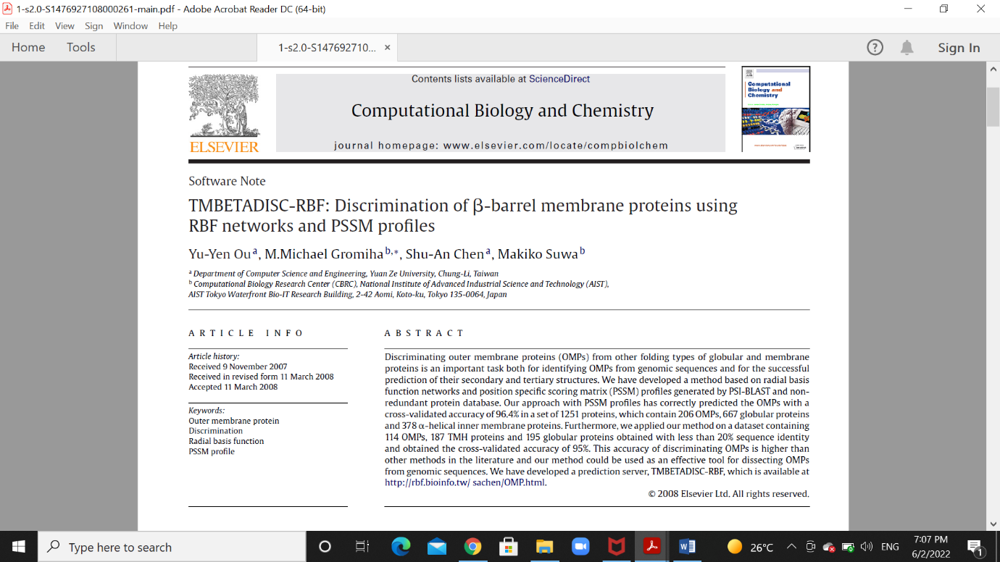 1-s2.0-S1476927108000261-main.pdf - Adobe Acrobat Reader DC (64-bit)
File Edit View Sign Window Help
Home Tools 1-s2.0-S147692710... × Sign In
Contents lists available at ScienceDirect
Computational Biology and Chemistry
journal homepage: www.elsevier.com/locate/compbiolchem
ELSEVIER
Computational
Biology and
Chemistry
Software Note
TMBETADISC-RBF: Discrimination of β-barrel membrane proteins using
RBF networks and PSSM profiles
Yu-Yen Ou a, M.Michael Gromiha b,*, Shu-An Chen a, Makiko Suwa b
a Department of Computer Science and Engineering, Yuan Ze University, Chung-Li, Taiwan
b Computational Biology Research Center (CBRC), National Institute of Advanced Industrial Science and Technology (AIST),
AIST Tokyo Waterfront Bio-IT Research Building, 2-42 Aomi, Koto-ku, Tokyo 135-0064, Japan
ARTICLE INFO
Article history:
Received 9 November 2007
Received in revised form 11 March 2008
Accepted 11 March 2008
Keywords:
Outer membrane protein
Discrimination
Radial basis function
PSSM profile
ABSTRACT
Discriminating outer membrane proteins (OMPs) from other folding types of globular and membrane
proteins is an important task both for identifying OMPs from genomic sequences and for the successful
prediction of their secondary and tertiary structures. We have developed a method based on radial basis
function networks and position specific scoring matrix (PSSM) profiles generated by PSI-BLAST and non-
redundant protein database. Our approach with PSSM profiles has correctly predicted the OMPs with a
cross-validated accuracy of 96.4% in a set of 1251 proteins, which contain 206 OMPs, 667 globular proteins
and 378 α-helical inner membrane proteins. Furthermore, we applied our method on a dataset containing
114 OMPs, 187 TMH proteins and 195 globular proteins obtained with less than 20% sequence identity
and obtained the cross-validated accuracy of 95%. This accuracy of discriminating OMPs is higher than
other methods in the literature and our method could be used as an effective tool for dissecting OMPs
from genomic sequences. We have developed a prediction server, TMBETADISC-RBF, which is available at
http://rbf.bioinfo.tw/ sachen/OMP.html.
© 2008 Elsevier Ltd. All rights reserved.
Type here to search
26°C
ENG
7:07 PM
6/2/2022
1